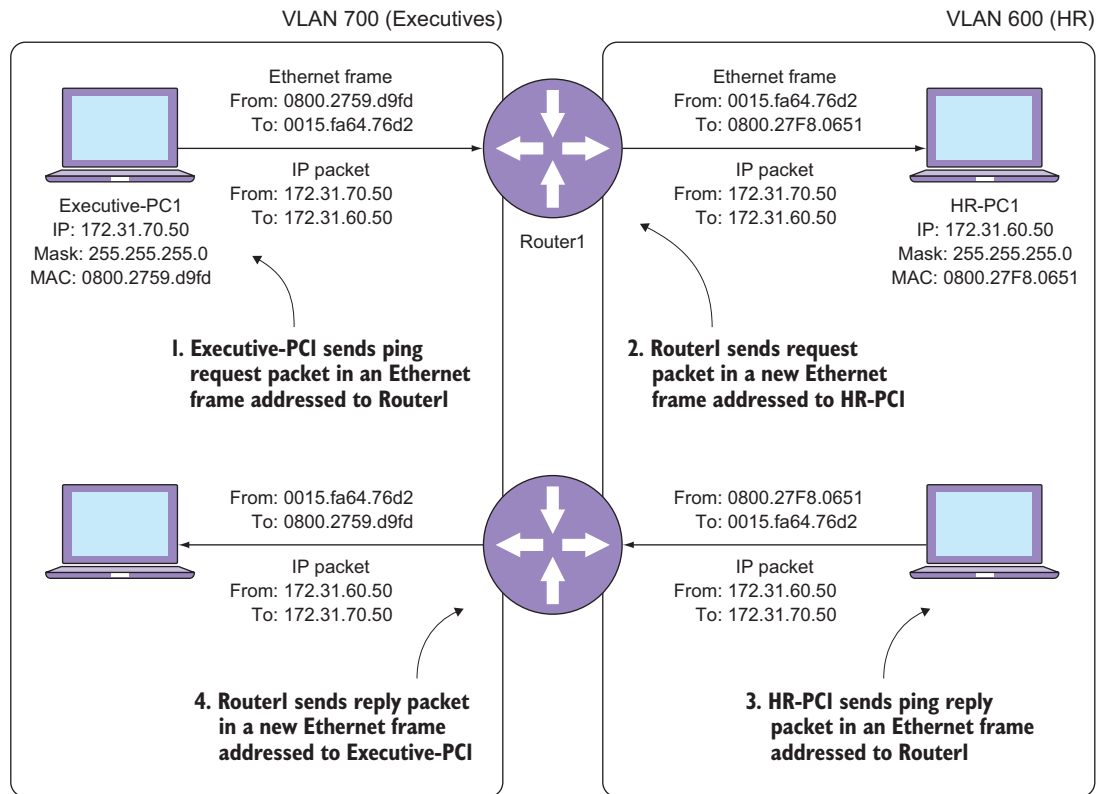 VLAN 700 (Executives)
VLAN 600 (HR)
Ethernet frame
From: 0800.2759.d9fd
To: 0015.fa64.76d2
IP packet
From: 172.31.70.50
To: 172.31.60.50
Executive-PC1
IP: 172.31.70.50
Mask: 255.255.255.0
MAC: 0800.2759.d9fd
Router1
Ethernet frame
From: 0015.fa64.76d2
To: 0800.27F8.0651
IP packet
From: 172.31.70.50
To: 172.31.60.50
HR-PC1
IP: 172.31.60.50
Mask: 255.255.255.0
MAC: 0800.27F8.0651
1. Executive-PC1 sends ping
request packet in an Ethernet
frame addressed to Router1
2. Router1 sends request
packet in a new Ethernet
frame addressed to HR-PC1
From: 0015.fa64.76d2
To: 0800.2759.d9fd
IP packet
From: 172.31.60.50
To: 172.31.70.50
From: 0800.27F8.0651
To: 0015.fa64.76d2
IP packet
From: 172.31.60.50
To: 172.31.70.50
4. Router1 sends reply packet
in a new Ethernet frame
addressed to Executive-PC1
3. HR-PC1 sends ping reply
packet in an Ethernet frame
addressed to Router1